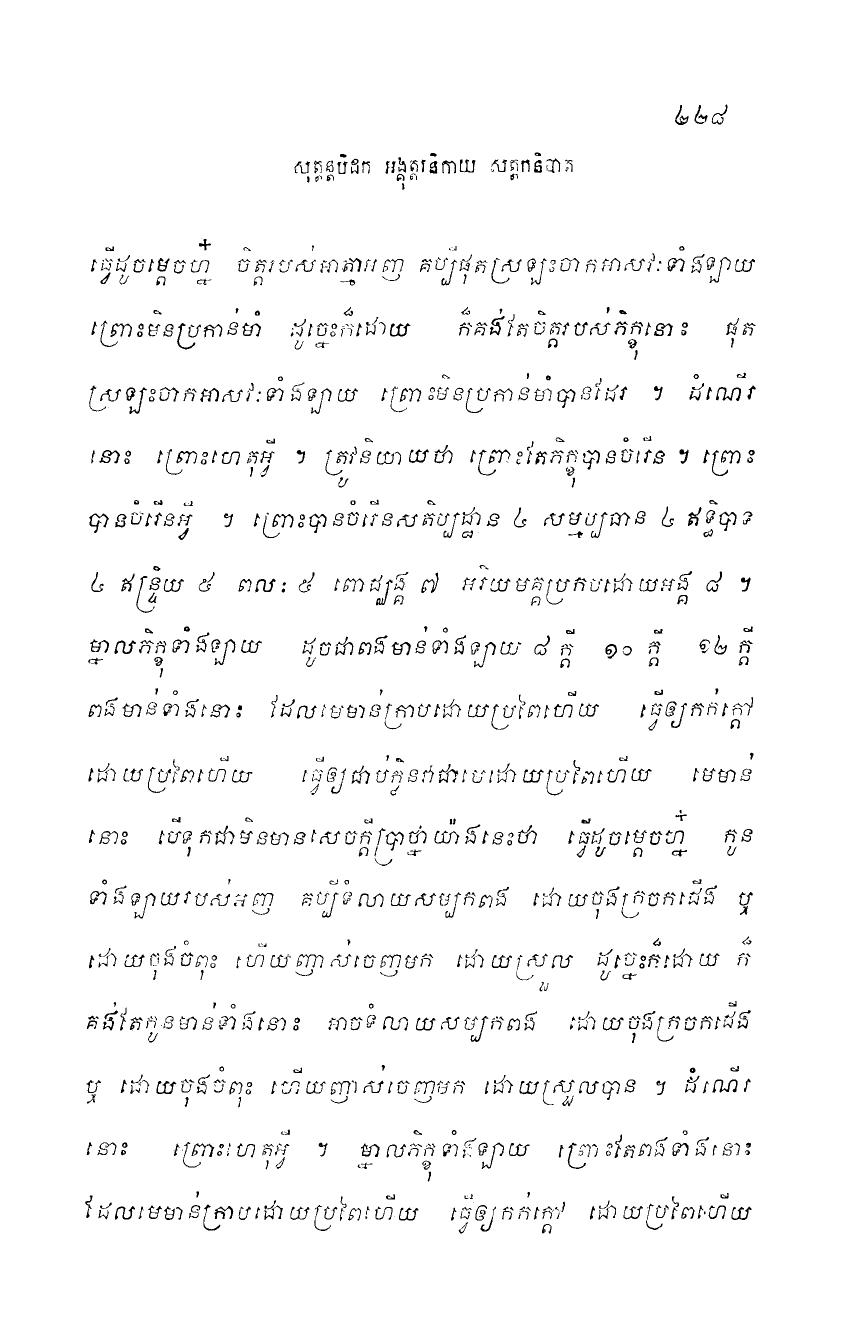 ២២៨
សុត្តន្តបិដក អង្គុត្តរនិកាយ សត្តកនិបាត
ធ្វើដូចម្តេចហ្ន៎ ចិត្តរបស់អាត្មាអញ គប្បីផុតស្រឡះចាកអាសវៈទាំងឡាយ
ព្រោះមិនប្រកាន់មាំ ដូច្នេះក៏ដោយ ក៏គង់តែចិត្តរបស់ភិក្ខុនោះ ផុត
ស្រឡះចាកអាសវៈទាំងឡាយ ព្រោះមិនប្រកាន់មាំបានដែរ ។ ដំណើរ
នោះ ព្រោះហេតុអ្វី ។ ត្រូវនិយាយថា ព្រោះតែភិក្ខុបានចំរើន ។ ព្រោះ
បានចំរើនអ្វី ។ ព្រោះបានចំរើនសតិប្បដ្ឋាន ៤ សម្មប្បធាន ៤ ឥទ្ធិបាទ
៤ ឥន្ទ្រិយ ៥ ពលៈ ៥ ពោជ្ឈង្គ ៧ អរិយមគ្គប្រកបដោយអង្គ ៨ ។
ម្នាលភិក្ខុទាំងឡាយ ដូចជាពងមាន់ទាំងឡាយ ៨ ក្តី ១០ ក្តី ១២ ក្តី
ពងមាន់ទាំងនោះ ដែលមេមាន់ក្រាបដោយប្រពៃហើយ ធ្វើឲ្យកក់ក្តៅ
ដោយប្រពៃហើយ ធ្វើឲ្យជាប់ក្លិនក៎ជាបេដោយប្រពៃហើយ មេមាន់
នោះ បើទុកជាមិនមានសេចក្តីប្រាថ្នាយ៉ាងនេះថា ធ្វើដូចម្តេចហ្ន៎ កូន
ទាំងឡាយរបស់អញ គប្បីទំលាយសម្បកពង ដោយចុងក្រចកជើង ឬ
ដោយចុងចំពុះ ហើយញាស់ចេញមក ដោយស្រួល ដូច្នេះក៏ដោយ ក៏
គង់តែកូនមាន់ទាំងនោះ អាចទំលាយសម្បកពង ដោយចុងក្រចកជើង
ឬ ដោយចុងចំពុះ ហើយញាស់ចេញមក ដោយស្រួលបាន ។ ដំណើរ
នោះ ព្រោះហេតុអ្វី ។ ម្នាលភិក្ខុទាំងឡាយ ព្រោះតែពងទាំងនោះ
ដែលមេមាន់ក្រាបដោយប្រពៃហើយ ធ្វើឲ្យកក់ក្តៅ ដោយប្រពៃហើយ